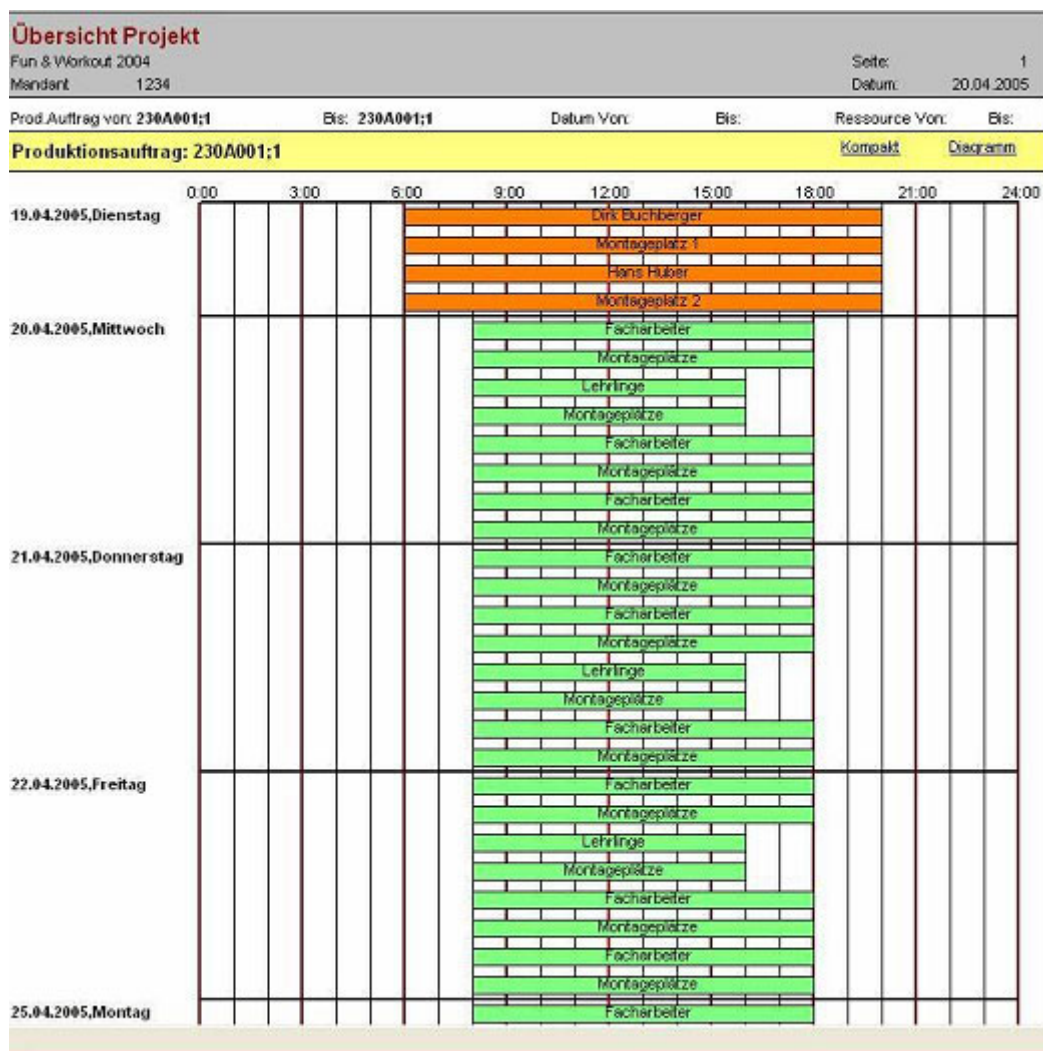 Übersicht Projekt
Fun & Workout 2004 Seite: 1
Mandant 1234 Datum: 20.04.2005
Prod.Auftrag von: 230A001;1 Bis: 230A001;1 Datum Von: Bis: Ressource Von: Bis:
Produktionsauftrag: 230A001;1 Kompakt Diagramm
0:00 3:00 6:00 9:00 12:00 15:00 18:00 21:00 24:00
19.04.2005,Dienstag Dirk Buchberger
Montageplatz 1
Hans Huber
Montageplatz 2
20.04.2005,Mittwoch Facharbeiter
Montageplätze
Lehrlinge
Montageplätze
Facharbeiter
Montageplätze
Facharbeiter
Montageplätze
21.04.2005,Donnerstag Facharbeiter
Montageplätze
Facharbeiter
Montageplätze
Lehrlinge
Montageplätze
Facharbeiter
Montageplätze
22.04.2005,Freitag Facharbeiter
Montageplätze
Lehrlinge
Montageplätze
Facharbeiter
Montageplätze
Facharbeiter
Montageplätze
25.04.2005,Montag Facharbeiter